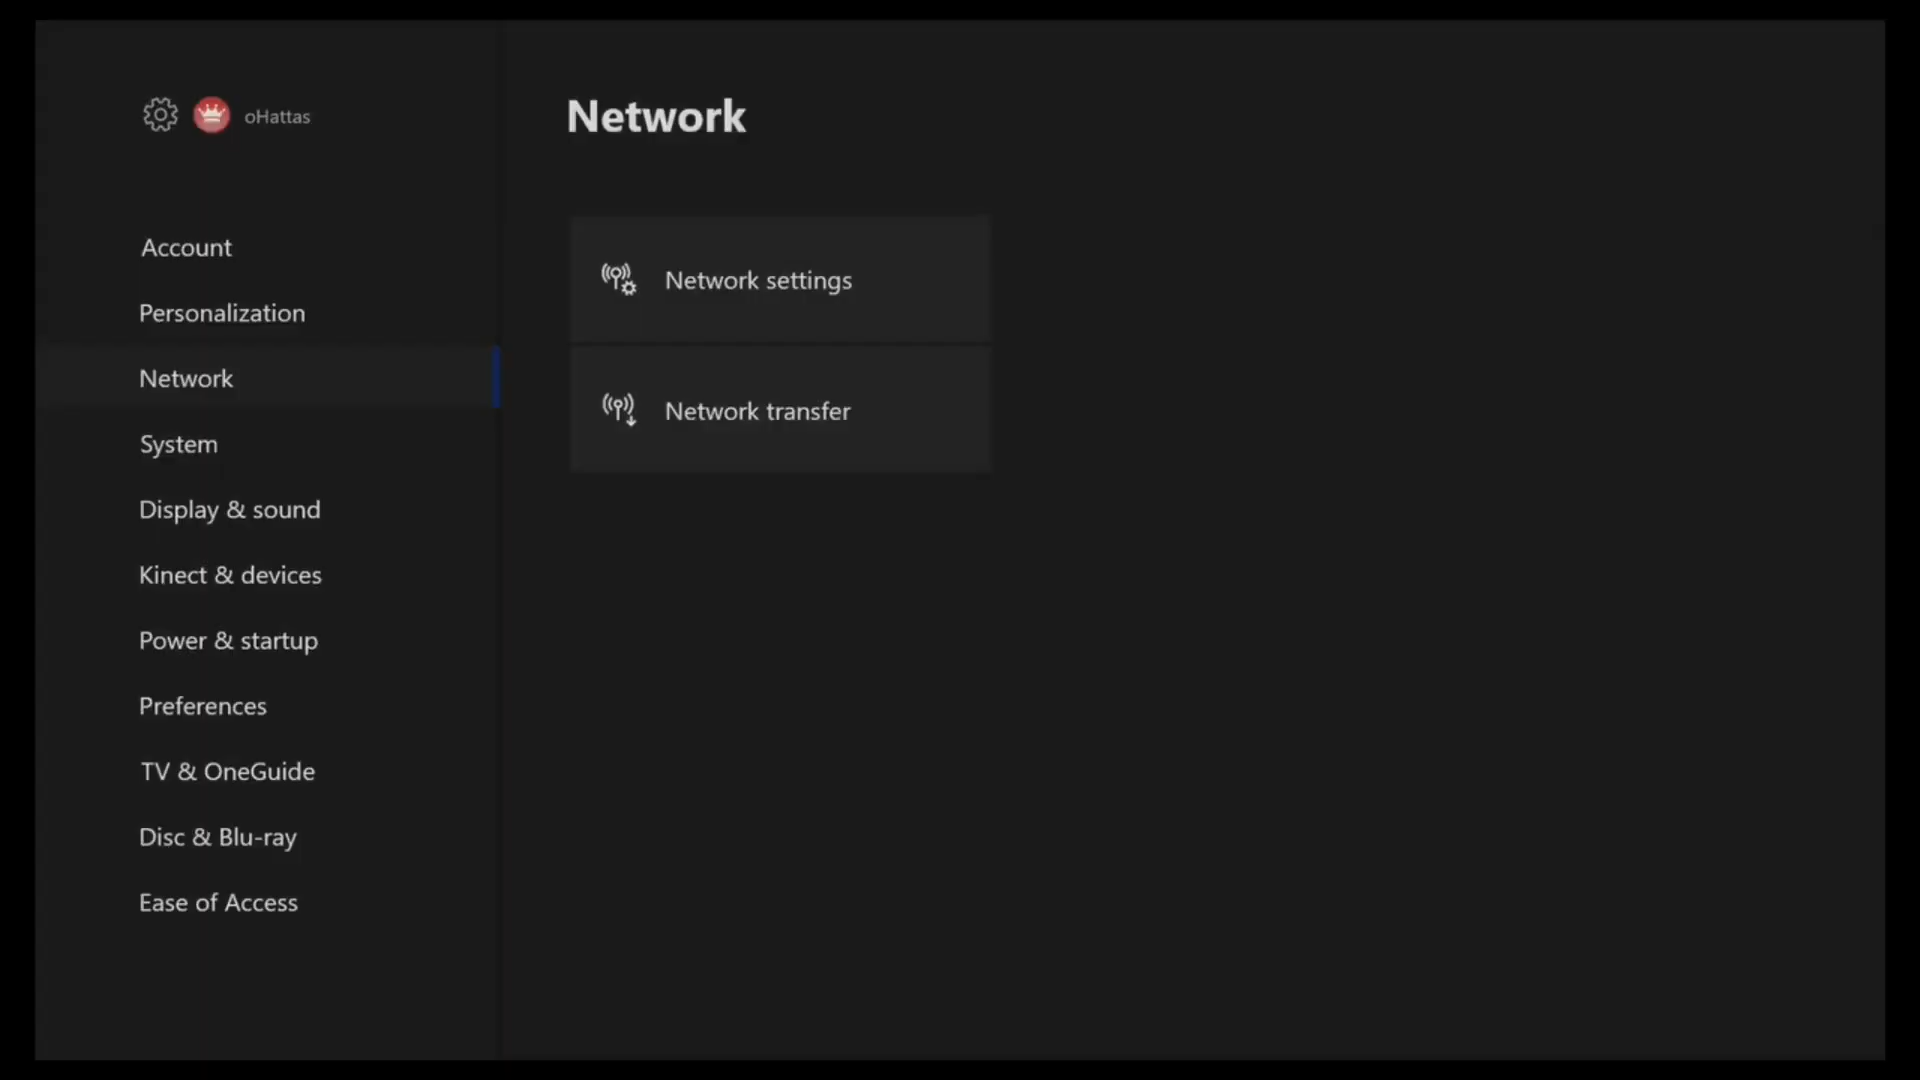 oHattas
Account
Personalization
Network
System
Display & sound
Kinect & devices
Power & startup
Preferences
TV & OneGuide
Disc & Blu-ray
Ease of Access
Network
Network settings
Network transfer